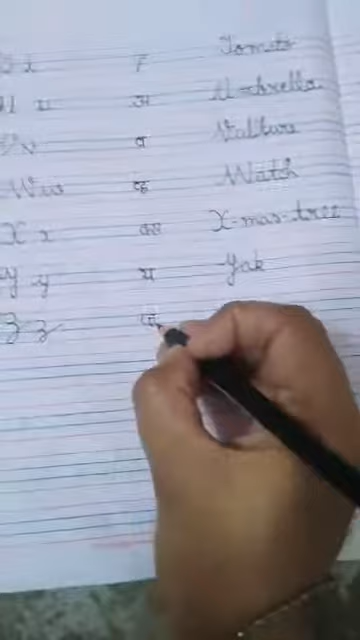 t ट Tomato
U u अ Umbrella
V v व Vulture
W w व्ह Watch
X x क्ष X-mas-tree
Y y य Yak
Z z